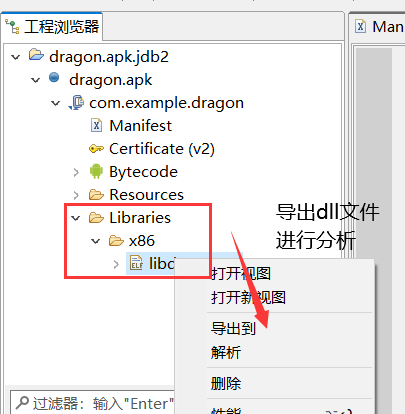 工程浏览器
Man
dragon.apk.jdb2
dragon.apk
com.example.dragon
Manifest
Certificate (v2)
Bytecode
Resources
Libraries
x86
libd
导出dll文件
进行分析
打开视图
打开新视图
导出到
解析
删除
过滤器：输入"Enter"